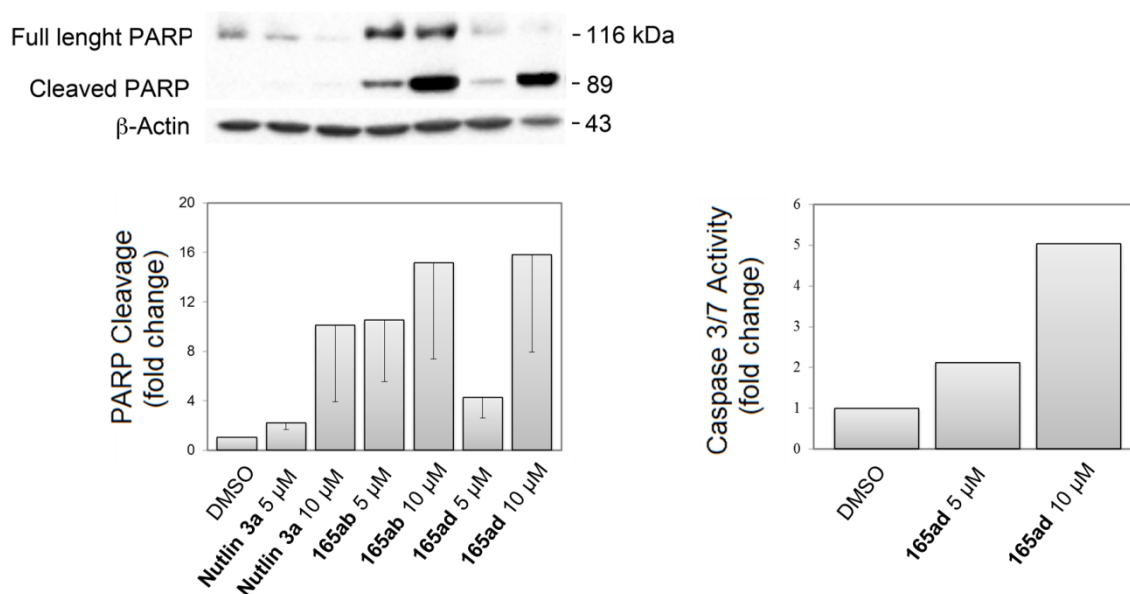 Full lenght PARP
- 116 kDa
Cleaved PARP
- 89
β-Actin
- 43
PARP Cleavage
(fold change)
20
16
12
8
4
0
DMSO
Nutlin 3a 5 µM
Nutlin 3a 10 µM
165ab 5 µM
165ab 10 µM
165ad 5 µM
165ad 10 µM
Caspase 3/7 Activity
(fold change)
6
5
4
3
2
1
0
DMSO
165ad 5 µM
165ad 10 µM